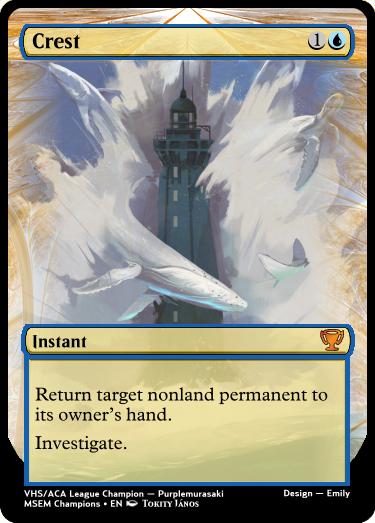 Crest
1
Instant
Return target nonland permanent to
its owner's hand.
Investigate.
VHS/ACA League Champion — Purplemurasaki
Design — Emily
MSEM Champions • EN Tokity János